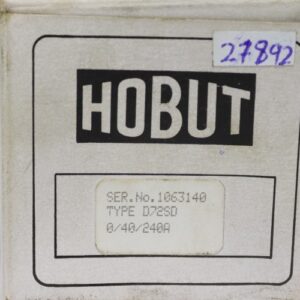 27892
HOBUT
SER.No.1063140
TYPE D72SD
0/40/240A